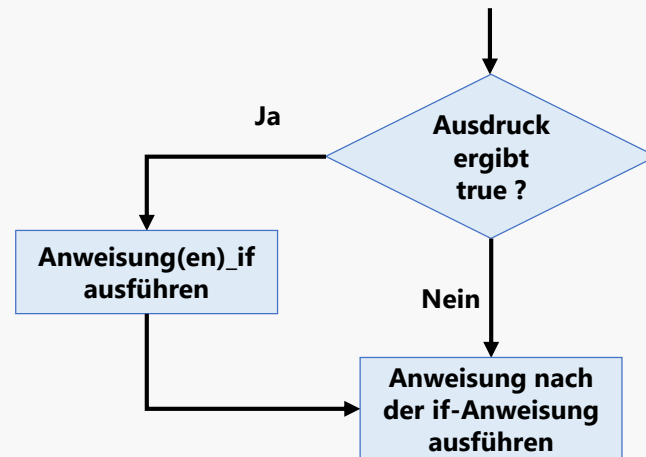 Ja
Ausdruck
ergibt
true ?
Anweisung(en)_if
ausführen
Nein
Anweisung nach
der if-Anweisung
ausführen